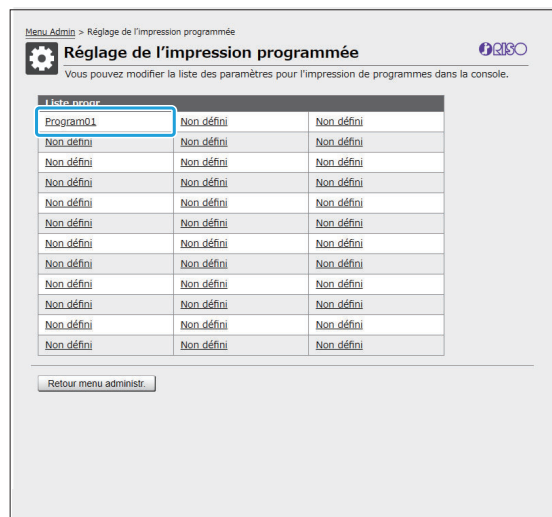 Menu Admin > Réglage de l'impression programmée
Réglage de l'impression programmée
RISO
Vous pouvez modifier la liste des paramètres pour l'impression de programmes dans la console.
Liste progr.
Program01 Non défini Non défini
Non défini Non défini Non défini
Non défini Non défini Non défini
Non défini Non défini Non défini
Non défini Non défini Non défini
Non défini Non défini Non défini
Non défini Non défini Non défini
Non défini Non défini Non défini
Non défini Non défini Non défini
Non défini Non défini Non défini
Non défini Non défini Non défini
Non défini Non défini Non défini
Retour menu administr.